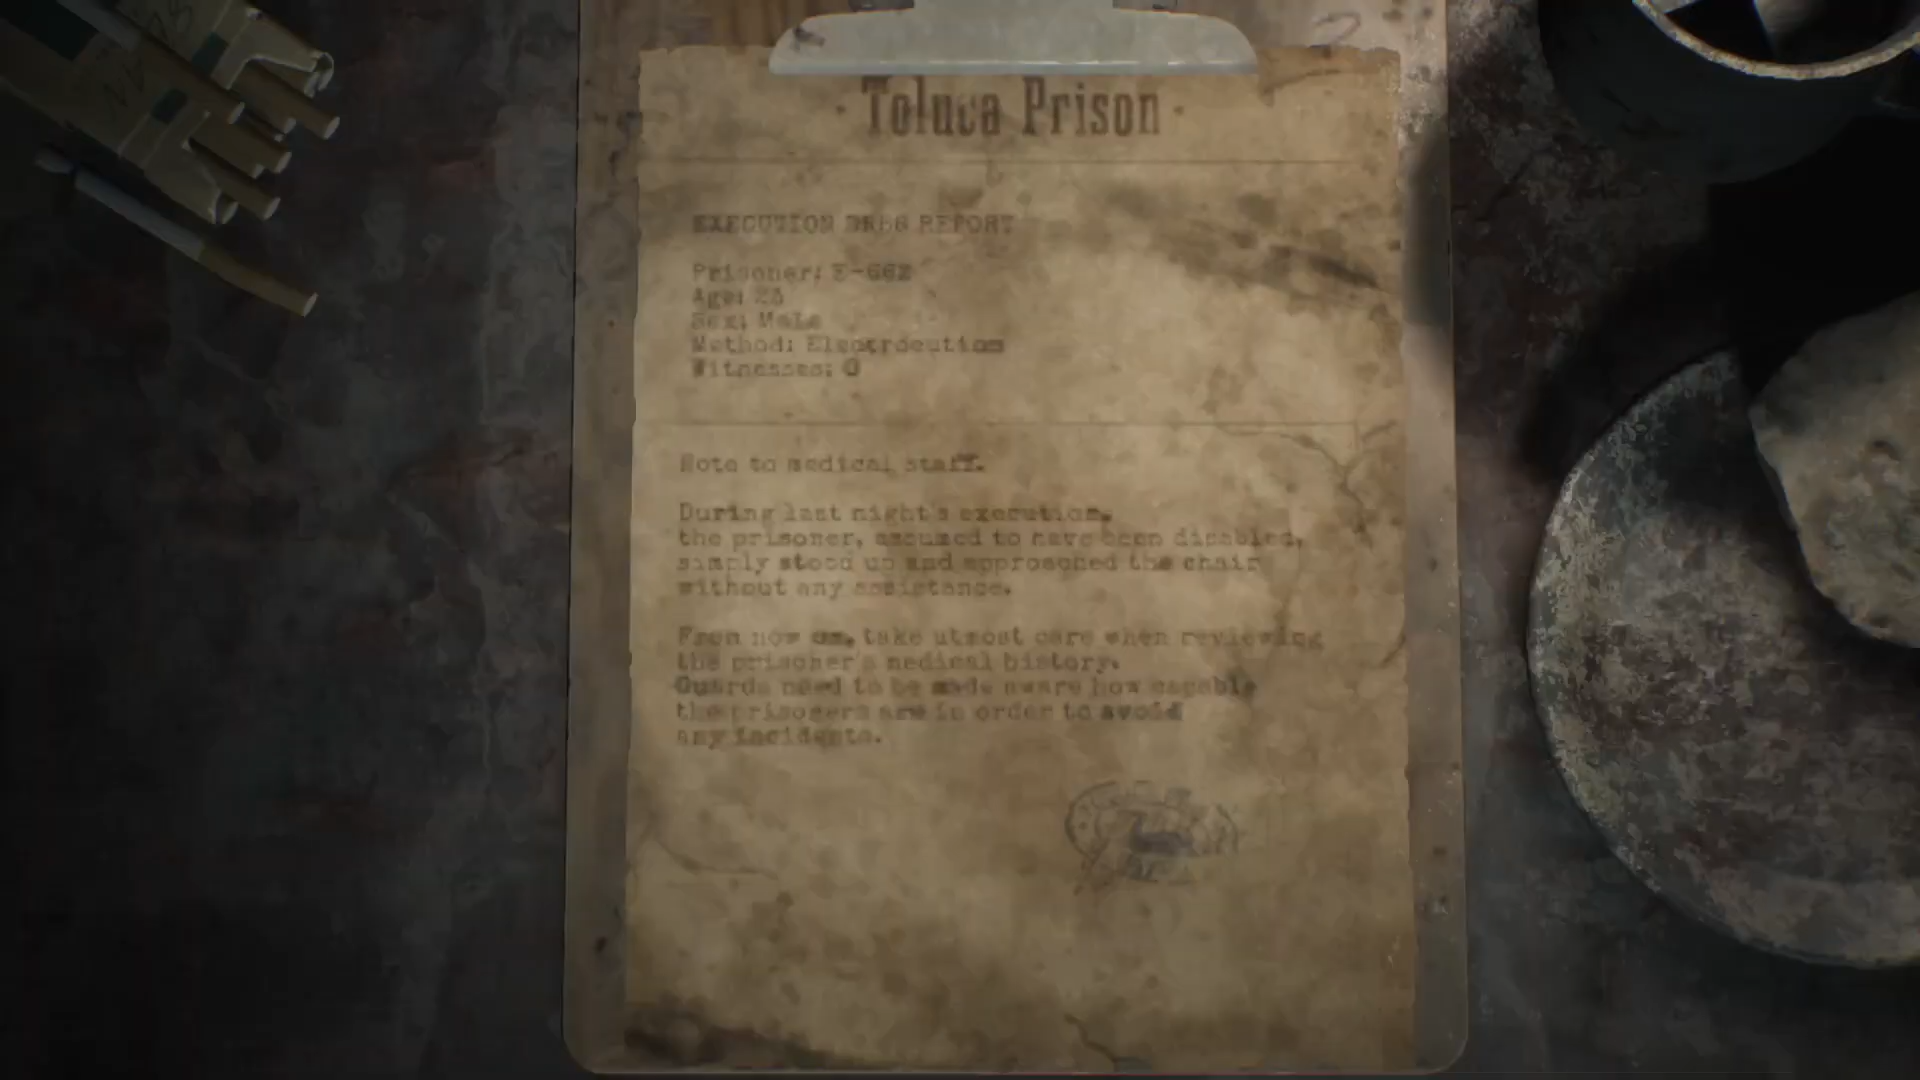 · Toluca Prison ·
EXECUTION REPORT
Prisoner: E-662
Age: 23
Sex: Male
Method: Electrocution
Witnesses: 0
Note to medical staff.
During last night's execution,
the prisoner, assumed to have been disabled,
simply stood up and approached the chair
without any assistance.
From now on, take utmost care when reviewing
the prisoner's medical history.
Guards need to be made aware how capable
the prisoners are in order to avoid
any incidents.